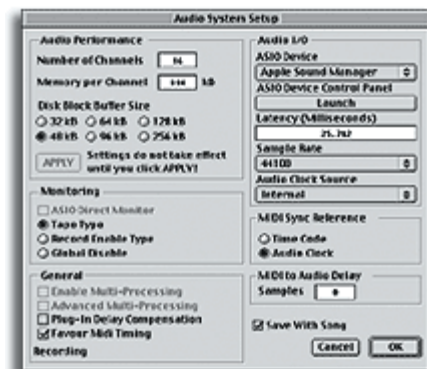 Audio System Setup
Audio Performance
Number of Channels
Memory per Channel kB
Disk Block Buffer Size
32 kB 64 kB 128 kB
48 kB 96 kB 256 kB
APPLY Settings do not take effect
until you click APPLY!
Monitoring
ASIO Direct Monitor
Tape Type
Record Enable Type
Global Disable
General
Enable Multi-Processing
Advanced Multi-Processing
Plug-In Delay Compensation
Favour Midi Timing
Recording
Audio I/O
ASIO Device
Apple Sound Manager
ASIO Device Control Panel
Launch
Latency (Milliseconds)
Sample Rate
44100
Audio Clock Source
Internal
MIDI Sync Reference
Time Code
Audio Clock
MIDI to Audio Delay
Samples 0
Save With Song
Cancel OK